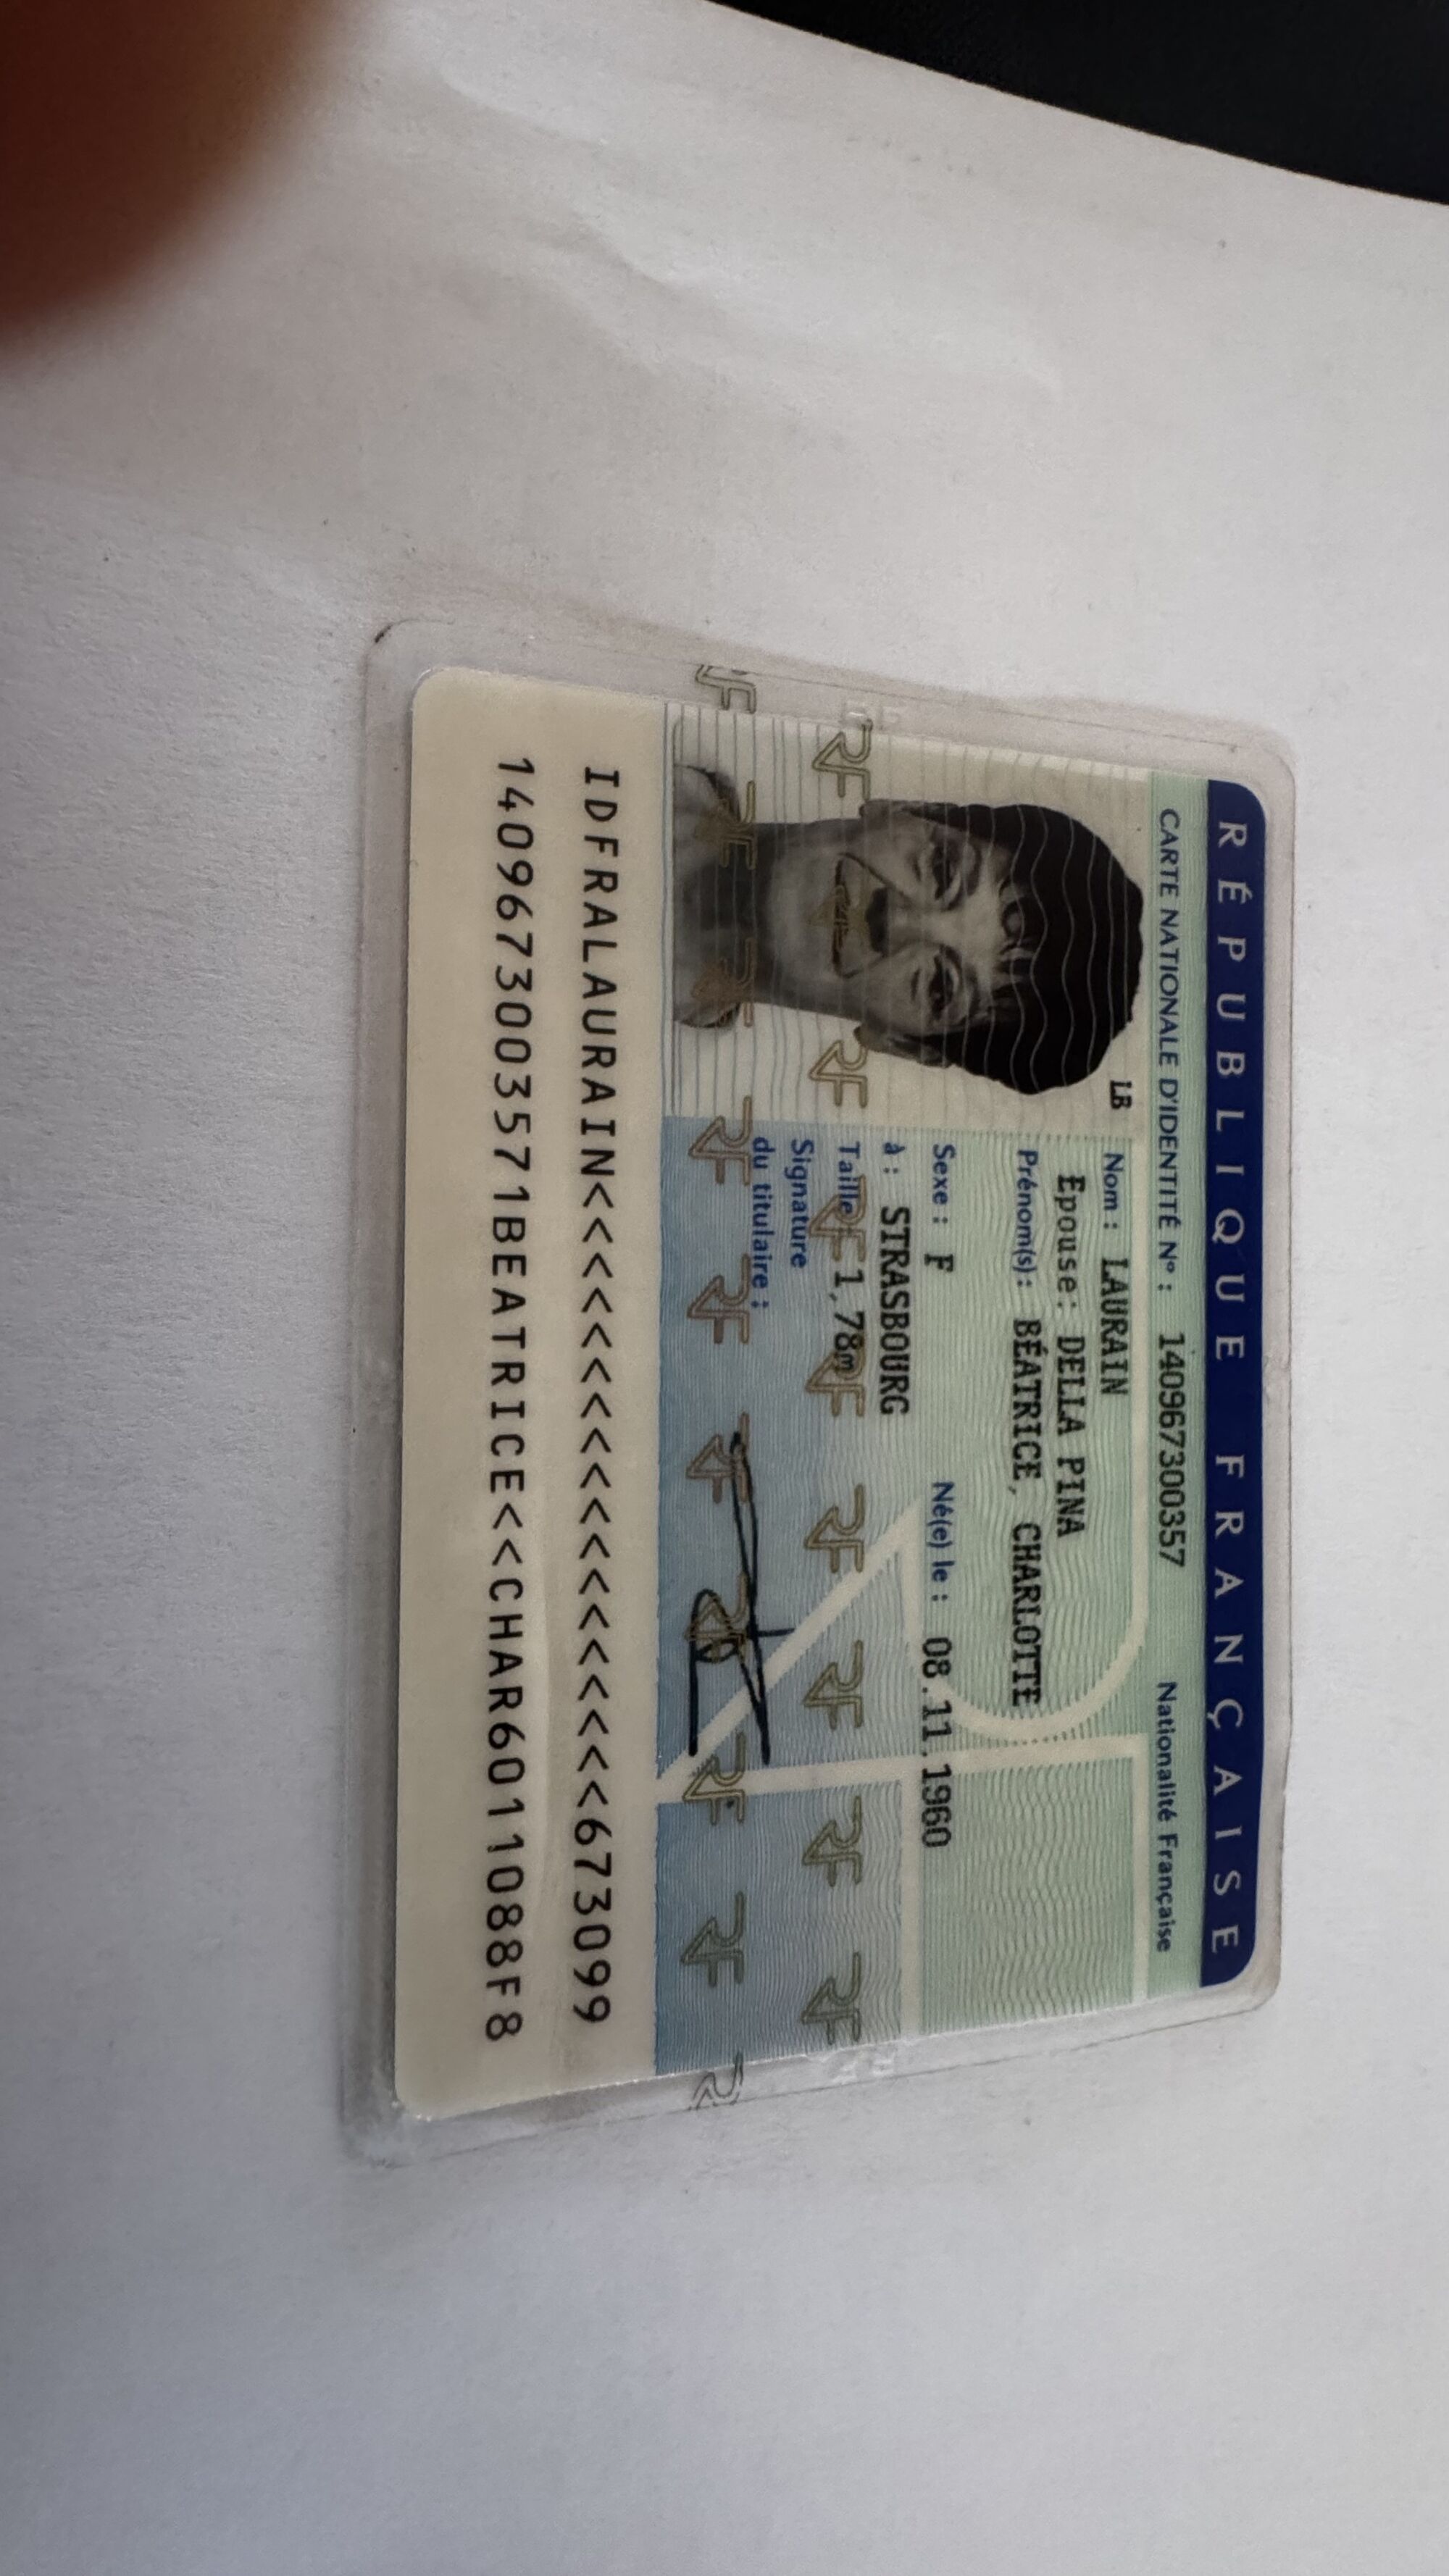 RÉPUBLIQUE FRANÇAISE
CARTE NATIONALE D'IDENTITÉ N° : 140967300357 Nationalité Française
LB
Nom : LAURAIN
Epouse : DELLA PINA
Prénom(s) : BÉATRICE, CHARLOTTE
Sexe : F Né(e) le : 08.11.1960
à : STRASBOURG
Taille : 1,78m
Signature
du titulaire :
IDFRALAURAIN<<<<<<<<<<<<<<<<<<673099
1409673003571BEATRICE<<CHAR6011088F8